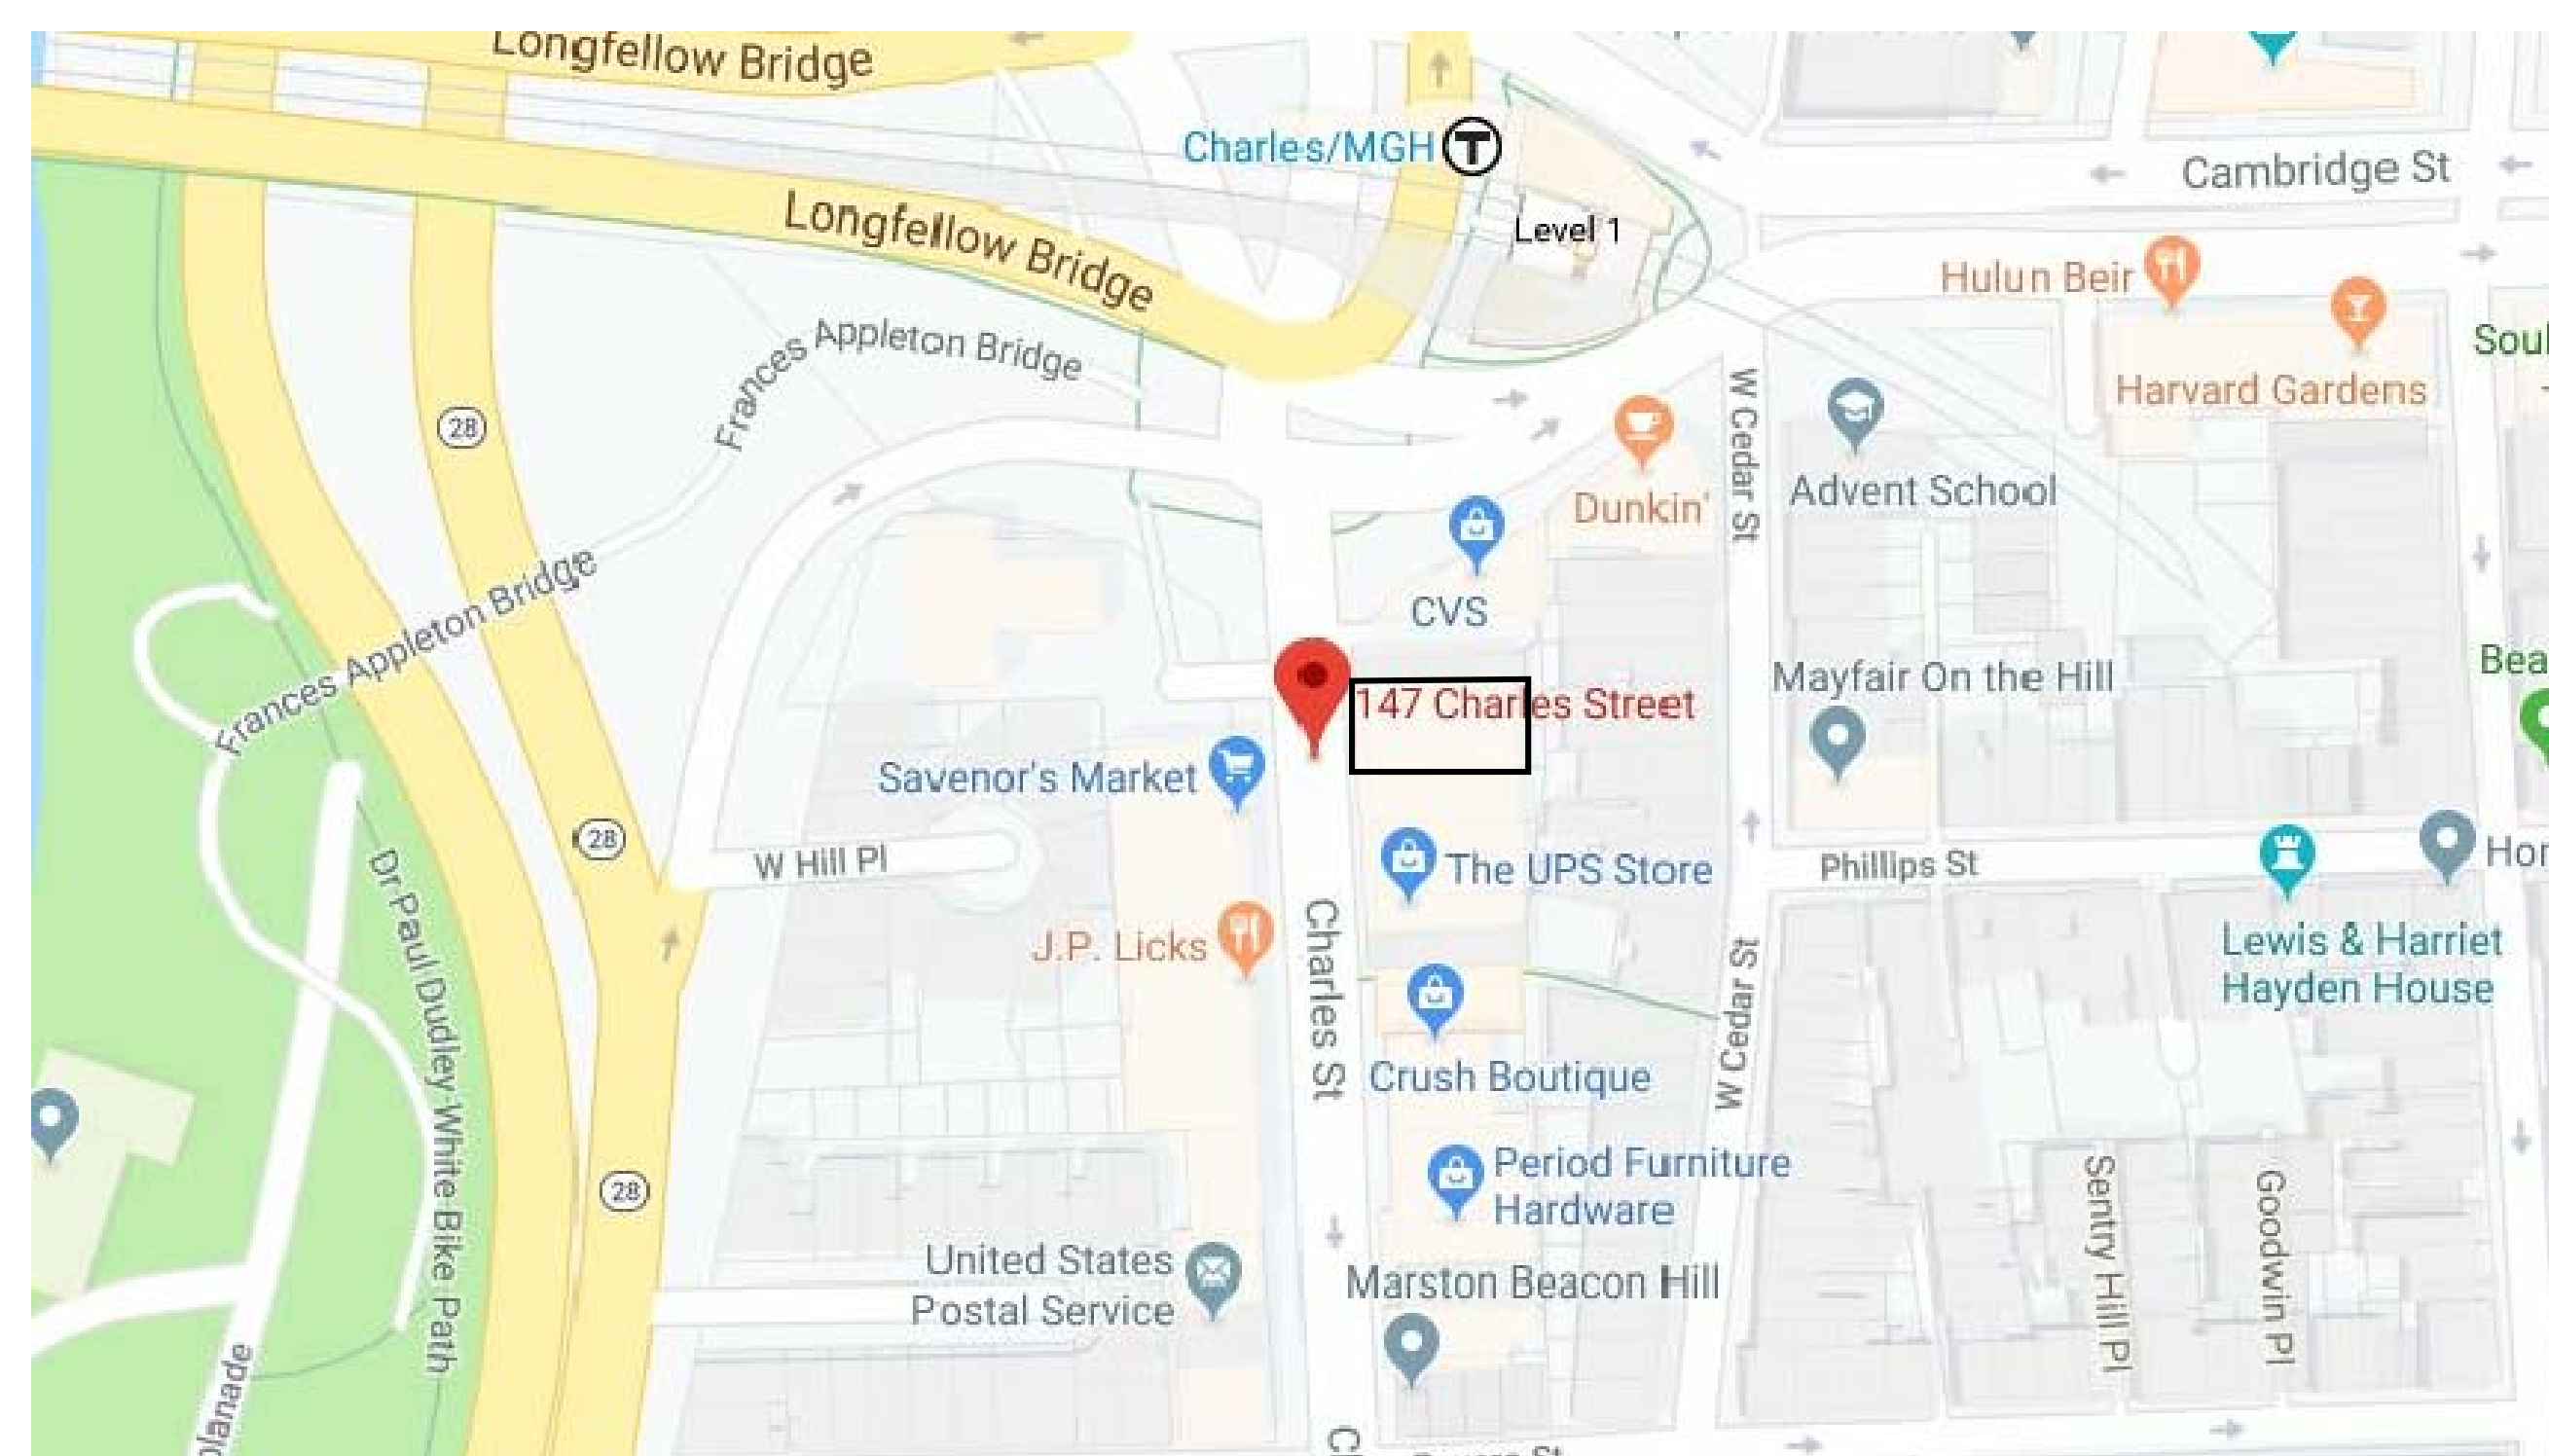 Longfellow Bridge
Charles/MGH
T
Cambridge St
Longfellow Bridge
Level 1
Hulun Beir
Harvard Gardens
Frances Appleton Bridge
28
W Cedar St
Advent School
Dunkin'
CVS
Frances Appleton Bridge
147 Charles Street
Mayfair On the Hill
Savenor's Market
28
W Hill Pl
The UPS Store
Phillips St
Dr Paul Dudley White Bike Path
J.P. Licks
Charles St
W Cedar St
Lewis & Harriet
Hayden House
Crush Boutique
28
Period Furniture
Hardware
Sentry Hill Pl
Goodwin Pl
United States
Postal Service
Marston Beacon Hill